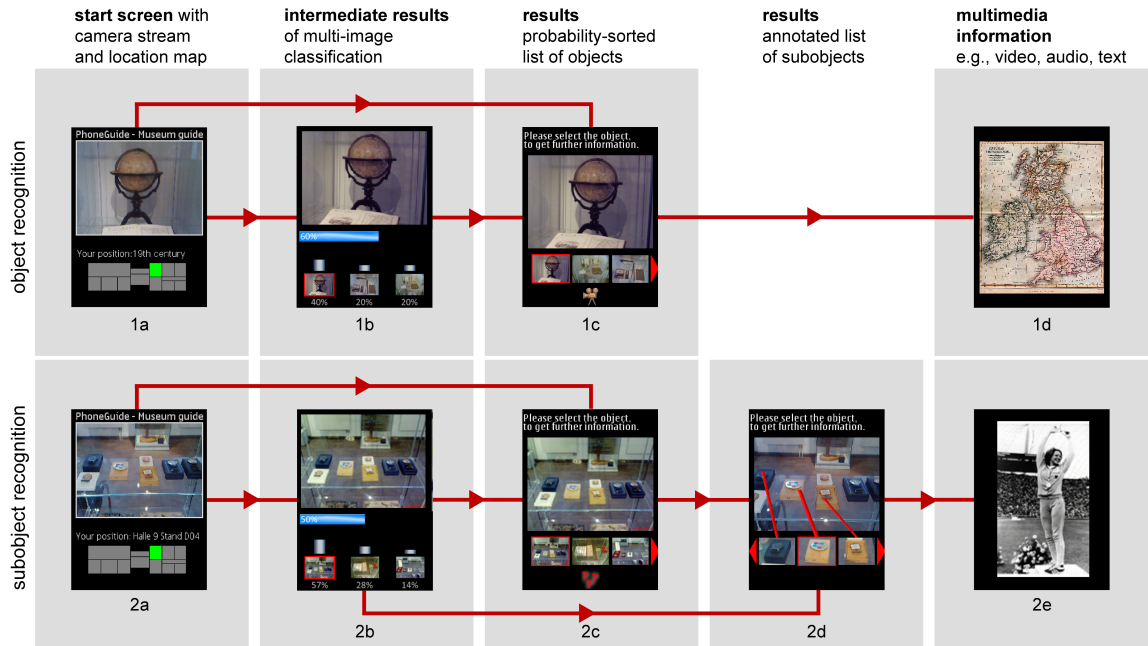 start screen with
camera stream
and location map
intermediate results
of multi-image
classification
results
probability-sorted
list of objects
results
annotated list
of subobjects
multimedia
information
e.g., video, audio, text
object recognition
PhoneGuide - Museum guide
Your position:19th century
1a
60%
40%
20%
20%
1b
Please select the object,
to get further information.
1c
1d
subobject recognition
PhoneGuide - Museum guide
Your position: Halle 9 Stand D04
2a
50%
57%
28%
14%
2b
Please select the object,
to get further information.
2c
Please select the object,
to get further information.
2d
2e